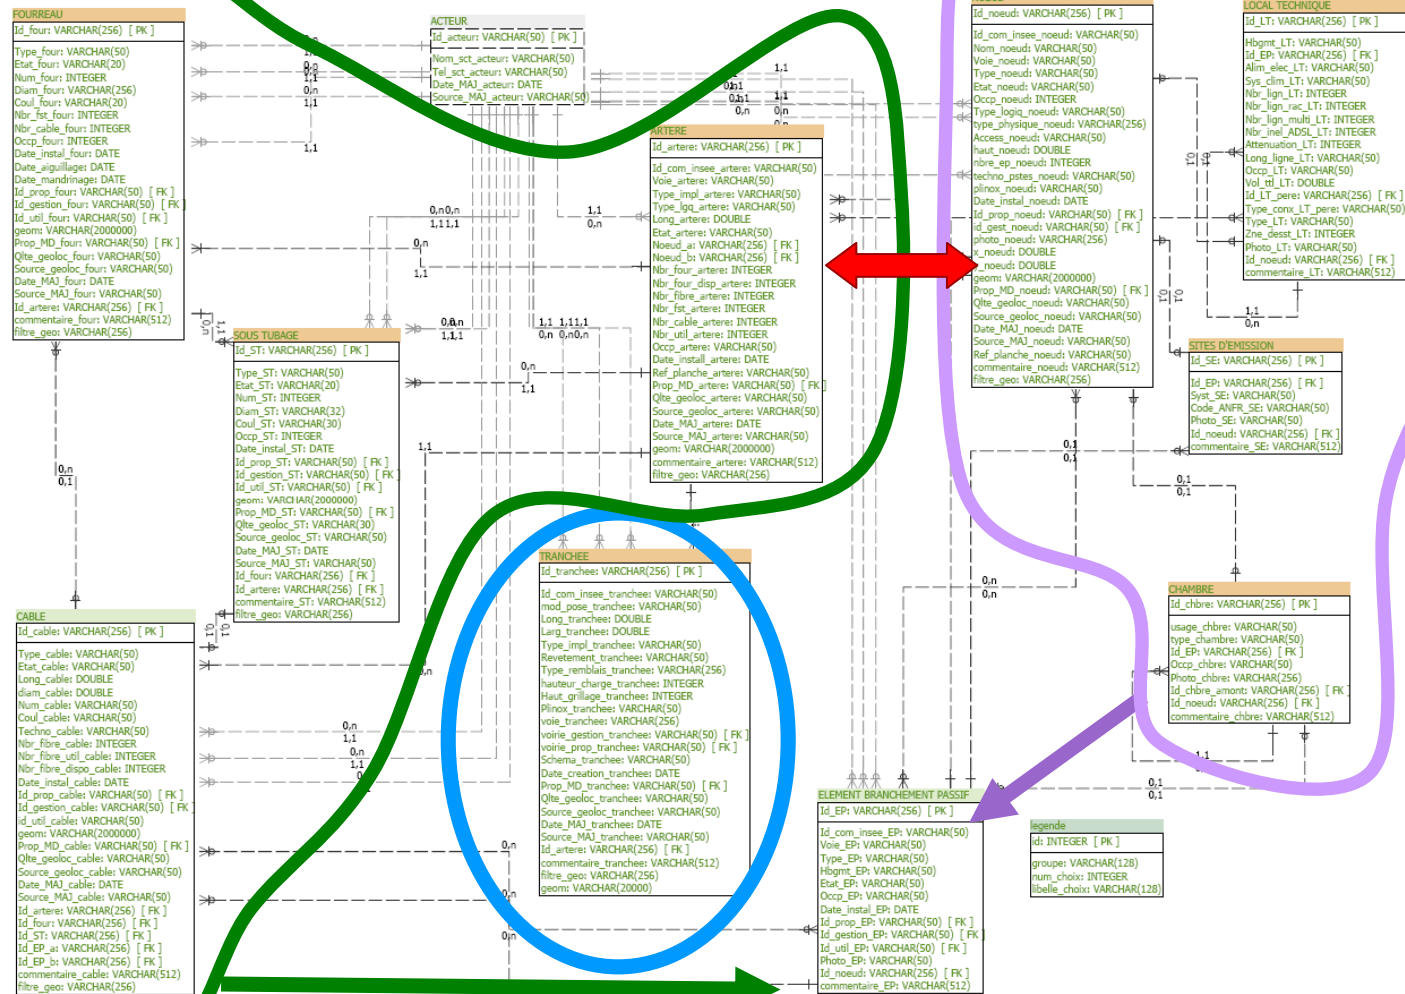 FOURREAU
Id_four: VARCHAR(256) [ PK ]
Type_four: VARCHAR(50)
Etat_four: VARCHAR(20)
Num_four: INTEGER
Diam_four: VARCHAR(256)
Coul_four: VARCHAR(20)
Nbr_fst_four: INTEGER
Nbr_cable_four: INTEGER
Occp_four: INTEGER
Date_instal_four: DATE
Date_aiguillage: DATE
Date_mandrinage: DATE
Id_prop_four: VARCHAR(50) [ FK ]
Id_gestion_four: VARCHAR(50) [ FK ]
Id_util_four: VARCHAR(50) [ FK ]
geom: VARCHAR(2000000)
Prop_MD_four: VARCHAR(50) [ FK ]
Qlte_geoloc_four: VARCHAR(50)
Source_geoloc_four: VARCHAR(50)
Date_MAJ_four: DATE
Source_MAJ_four: VARCHAR(50)
Id_artere: VARCHAR(256) [ FK ]
commentaire_four: VARCHAR(512)
filtre_geo: VARCHAR(256)
ACTEUR
Id_acteur: VARCHAR(50) [ PK ]
Nom_sct_acteur: VARCHAR(50)
Tel_sct_acteur: VARCHAR(50)
Date_MAJ_acteur: DATE
Source_MAJ_acteur: VARCHAR(50)
ARTERE
Id_artere: VARCHAR(256) [ PK ]
Id_com_insee_artere: VARCHAR(50)
Voie_artere: VARCHAR(50)
Type_impl_artere: VARCHAR(50)
Type_lgq_artere: VARCHAR(50)
Long_artere: DOUBLE
Etat_artere: VARCHAR(50)
Noeud_a: VARCHAR(256) [ FK ]
Noeud_b: VARCHAR(256) [ FK ]
Nbr_four_artere: INTEGER
Nbr_four_disp_artere: INTEGER
Nbr_fibre_artere: INTEGER
Nbr_fst_artere: INTEGER
Nbr_cable_artere: INTEGER
Nbr_util_artere: INTEGER
Occp_artere: VARCHAR(50)
Date_install_artere: DATE
Ref_planche_artere: VARCHAR(50)
Prop_MD_artere: VARCHAR(50) [ FK ]
Qlte_geoloc_artere: VARCHAR(50)
Source_geoloc_artere: VARCHAR(50)
Date_MAJ_artere: DATE
Source_MAJ_artere: VARCHAR(50)
geom: VARCHAR(2000000)
commentaire_artere: VARCHAR(512)
filtre_geo: VARCHAR(256)
Id_noeud: VARCHAR(256) [ PK ]
Id_com_insee_noeud: VARCHAR(50)
Nom_noeud: VARCHAR(50)
Voie_noeud: VARCHAR(50)
Type_noeud: VARCHAR(50)
Etat_noeud: VARCHAR(50)
Occp_noeud: INTEGER
Type_logiq_noeud: VARCHAR(50)
type_physique_noeud: VARCHAR(256)
Access_noeud: VARCHAR(50)
haut_noeud: DOUBLE
nbre_ep_noeud: INTEGER
techno_pstes_noeud: VARCHAR(50)
plinox_noeud: VARCHAR(50)
Date_instal_noeud: DATE
Id_prop_noeud: VARCHAR(50) [ FK ]
id_gest_noeud: VARCHAR(50) [ FK ]
photo_noeud: VARCHAR(256)
x_noeud: DOUBLE
_noeud: DOUBLE
geom: VARCHAR(2000000)
Prop_MD_noeud: VARCHAR(50) [ FK ]
Qlte_geoloc_noeud: VARCHAR(50)
Source_geoloc_noeud: VARCHAR(50)
Date_MAJ_noeud: DATE
Source_MAJ_noeud: VARCHAR(50)
Ref_planche_noeud: VARCHAR(50)
commentaire_noeud: VARCHAR(512)
filtre_geo: VARCHAR(256)
LOCAL TECHNIQUE
Id_LT: VARCHAR(256) [ PK ]
Hbgmt_LT: VARCHAR(50)
Id_EP: VARCHAR(256) [ FK ]
Alim_elec_LT: VARCHAR(50)
Sys_clim_LT: VARCHAR(50)
Nbr_lign_LT: INTEGER
Nbr_lign_rac_LT: INTEGER
Nbr_lign_multi_LT: INTEGER
Nbr_inel_ADSL_LT: INTEGER
Attenuation_LT: INTEGER
Long_ligne_LT: VARCHAR(50)
Occp_LT: VARCHAR(50)
Vol_ttl_LT: DOUBLE
Id_LT_pere: VARCHAR(256) [ FK ]
Type_conx_LT_pere: VARCHAR(50)
Type_LT: VARCHAR(50)
Zne_desst_LT: INTEGER
Photo_LT: VARCHAR(50)
Id_noeud: VARCHAR(256) [ FK ]
commentaire_LT: VARCHAR(512)
SOUS TUBAGE
Id_ST: VARCHAR(256) [ PK ]
Type_ST: VARCHAR(50)
Etat_ST: VARCHAR(20)
Num_ST: INTEGER
Diam_ST: VARCHAR(32)
Coul_ST: VARCHAR(30)
Occp_ST: INTEGER
Date_instal_ST: DATE
Id_prop_ST: VARCHAR(50) [ FK ]
Id_gestion_ST: VARCHAR(50) [ FK ]
Id_util_ST: VARCHAR(50) [ FK ]
geom: VARCHAR(2000000)
Prop_MD_ST: VARCHAR(50) [ FK ]
Qlte_geoloc_ST: VARCHAR(30)
Source_geoloc_ST: VARCHAR(50)
Date_MAJ_ST: DATE
Source_MAJ_ST: VARCHAR(50)
Id_four: VARCHAR(256) [ FK ]
Id_artere: VARCHAR(256) [ FK ]
commentaire_ST: VARCHAR(512)
filtre_geo: VARCHAR(256)
SITES D'EMISSION
Id_SE: VARCHAR(256) [ PK ]
Id_EP: VARCHAR(256) [ FK ]
Syst_SE: VARCHAR(50)
Code_ANFR_SE: VARCHAR(50)
Photo_SE: VARCHAR(50)
Id_noeud: VARCHAR(256) [ FK ]
commentaire_SE: VARCHAR(512)
TRANCHEE
Id_tranchee: VARCHAR(256) [ PK ]
Id_com_insee_tranchee: VARCHAR(50)
mod_pose_tranchee: VARCHAR(50)
Long_tranchee: DOUBLE
Larg_tranchee: DOUBLE
Type_impl_tranchee: VARCHAR(50)
Revetement_tranchee: VARCHAR(50)
Type_remblais_tranchee: VARCHAR(256)
hauteur_charge_tranchee: INTEGER
Haut_grillage_tranchee: INTEGER
Plinox_tranchee: VARCHAR(50)
voie_tranchee: VARCHAR(256)
voirie_gestion_tranchee: VARCHAR(50) [ FK ]
voirie_prop_tranchee: VARCHAR(50) [ FK ]
Schema_tranchee: VARCHAR(50)
Date_creation_tranchee: DATE
Prop_MD_tranchee: VARCHAR(50) [ FK ]
Qlte_geoloc_tranchee: VARCHAR(50)
Source_geoloc_tranchee: VARCHAR(50)
Date_MAJ_tranchee: DATE
Source_MAJ_tranchee: VARCHAR(50)
Id_artere: VARCHAR(256) [ FK ]
commentaire_tranchee: VARCHAR(512)
filtre_geo: VARCHAR(256)
geom: VARCHAR(20000)
CHAMBRE
Id_chbre: VARCHAR(256) [ PK ]
usage_chbre: VARCHAR(50)
type_chambre: VARCHAR(50)
Id_EP: VARCHAR(256) [ FK ]
Occp_chbre: VARCHAR(50)
Photo_chbre: VARCHAR(256)
Id_chbre_amont: VARCHAR(256) [ FK ]
Id_noeud: VARCHAR(256) [ FK ]
commentaire_chbre: VARCHAR(512)
CABLE
Id_cable: VARCHAR(256) [ PK ]
Type_cable: VARCHAR(50)
Etat_cable: VARCHAR(50)
Long_cable: DOUBLE
diam_cable: DOUBLE
Num_cable: VARCHAR(50)
Coul_cable: VARCHAR(50)
Techno_cable: VARCHAR(50)
Nbr_fibre_cable: INTEGER
Nbr_fibre_util_cable: INTEGER
Nbr_fibre_dispo_cable: INTEGER
Date_instal_cable: DATE
Id_prop_cable: VARCHAR(50) [ FK ]
Id_gestion_cable: VARCHAR(50) [ FK ]
id_util_cable: VARCHAR(50) [ FK ]
geom: VARCHAR(2000000)
Prop_MD_cable: VARCHAR(50) [ FK ]
Qlte_geoloc_cable: VARCHAR(50)
Source_geoloc_cable: VARCHAR(50)
Date_MAJ_cable: DATE
Source_MAJ_cable: VARCHAR(50)
Id_artere: VARCHAR(256) [ FK ]
Id_four: VARCHAR(256) [ FK ]
Id_ST: VARCHAR(256) [ FK ]
Id_EP_a: VARCHAR(256) [ FK ]
Id_EP_b: VARCHAR(256) [ FK ]
commentaire_cable: VARCHAR(512)
filtre_geo: VARCHAR(256)
ELEMENT BRANCHEMENT PASSIF
Id_EP: VARCHAR(256) [ PK ]
Id_com_insee_EP: VARCHAR(50)
Voie_EP: VARCHAR(50)
Type_EP: VARCHAR(50)
Hbgmt_EP: VARCHAR(50)
Etat_EP: VARCHAR(50)
Occp_EP: VARCHAR(50)
Date_instal_EP: DATE
Id_prop_EP: VARCHAR(50) [ FK ]
Id_gestion_EP: VARCHAR(50) [ FK ]
Id_util_EP: VARCHAR(50) [ FK ]
Photo_EP: VARCHAR(50)
Id_noeud: VARCHAR(256) [ FK ]
commentaire_EP: VARCHAR(512)
legende
id: INTEGER [ PK ]
groupe: VARCHAR(128)
num_choix: INTEGER
libelle_choix: VARCHAR(128)